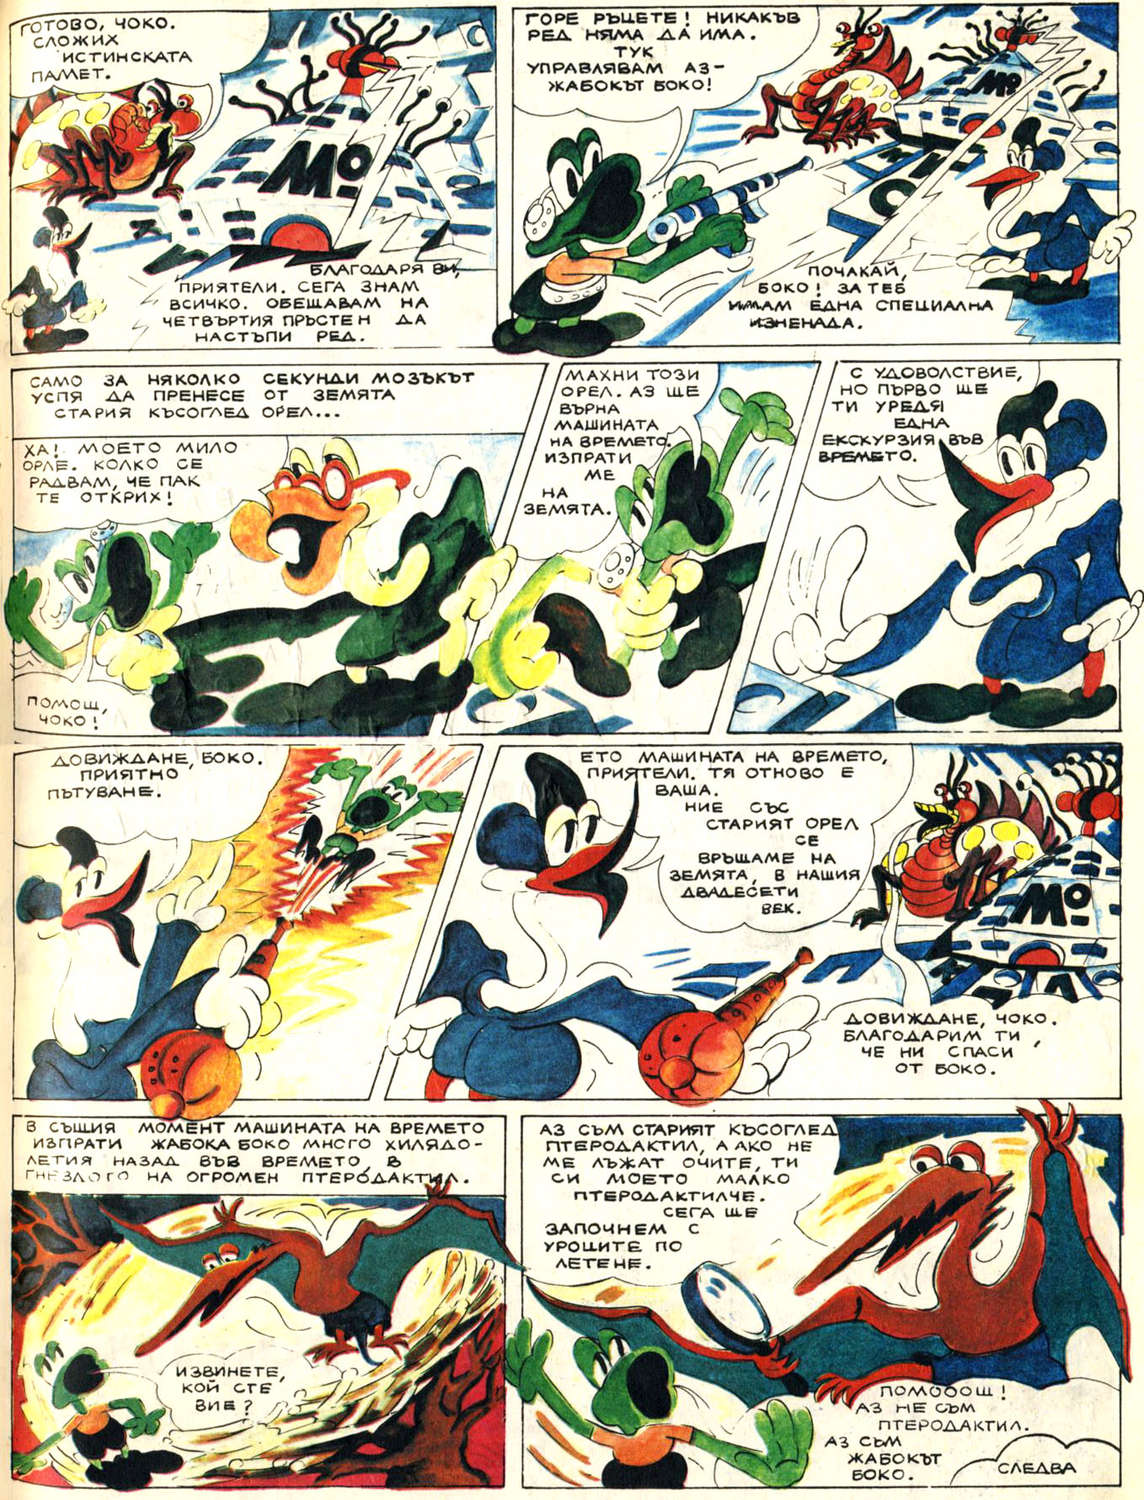 ГОТОВО, ЧОКО.
СЛОЖИХ
ИСТИНСКАТА
ПАМЕТ.
МО
БЛАГОДАРЯ ВИ,
ПРИЯТЕЛИ. СЕГА ЗНАМ
ВСИЧКО. ОБЕЩАВАМ НА
ЧЕТВЪРТИЯ ПРЪСТЕН ДА
НАСТЪПИ РЕД.
ГОРЕ РЪЦЕТЕ! НИКАКЪВ
РЕД НЯМА ДА ИМА.
ТУК
УПРАВЛЯВАМ АЗ-
ЖАБОКЪТ БОКО!
МО
ПОЧАКАЙ,
БОКО! ЗА ТЕБ
ИМАМ ЕДНА СПЕЦИАЛНА
ИЗНЕНАДА.
САМО ЗА НЯКОЛКО СЕКУНДИ МОЗЪКЪТ
УСПЯ ДА ПРЕНЕСЕ ОТ ЗЕМЯТА
СТАРИЯ КЪСОГЛЕД ОРЕЛ...
ХА! МОЕТО МИЛО
ОРЛЕ. КОЛКО СЕ
РАДВАМ, ЧЕ ПАК
ТЕ ОТКРИХ!
ПОМОЩ,
ЧОКО!
МАХНИ ТОЗИ
ОРЕЛ. АЗ ЩЕ
ВЪРНА
МАШИНАТА
НА ВРЕМЕТО.
ИЗПРАТИ
МЕ
НА
ЗЕМЯТА.
С УДОВОЛСТВИЕ,
НО ПЪРВО ЩЕ
ТИ УРЕДЯ
ЕДНА
ЕКСКУРЗИЯ ВЪВ
ВРЕМЕТО.
ДОВИЖДАНЕ, БОКО.
ПРИЯТНО
ПЪТУВАНЕ.
ЕТО МАШИНАТА НА ВРЕМЕТО,
ПРИЯТЕЛИ. ТЯ ОТНОВО Е
ВАША.
НИЕ СЪС
СТАРИЯТ ОРЕЛ
СЕ
ВРЪЩАМЕ НА
ЗЕМЯТА, В НАШИЯ
ДВАДЕСЕТИ
ВЕК.
МО
ДОВИЖДАНЕ, ЧОКО.
БЛАГОДАРИМ ТИ,
ЧЕ НИ СПАСИ
ОТ БОКО.
В СЪЩИЯ МОМЕНТ МАШИНАТА НА ВРЕМЕТО
ИЗПРАТИ ЖАБОКА БОКО МНОГО ХИЛЯДО-
ЛЕТИЯ НАЗАД ВЪВ ВРЕМЕТО, В
ГНЕЗДОТО НА ОГРОМЕН ПТЕРОДАКТИЛ.
ИЗВИНЕТЕ,
КОЙ СТЕ
ВИЕ?
АЗ СЪМ СТАРИЯТ КЪСОГЛЕД
ПТЕРОДАКТИЛ, А АКО НЕ
МЕ ЛЪЖАТ ОЧИТЕ, ТИ
СИ МОЕТО МАЛКО
ПТЕРОДАКТИЛЧЕ.
СЕГА ЩЕ
ЗАПОЧНЕМ С
УРОЦИТЕ ПО
ЛЕТЕНЕ.
ПОМОООЩ!
АЗ НЕ СЪМ
ПТЕРОДАКТИЛ.
АЗ СЪМ
ЖАБОКЪТ
БОКО.
СЛЕДВА